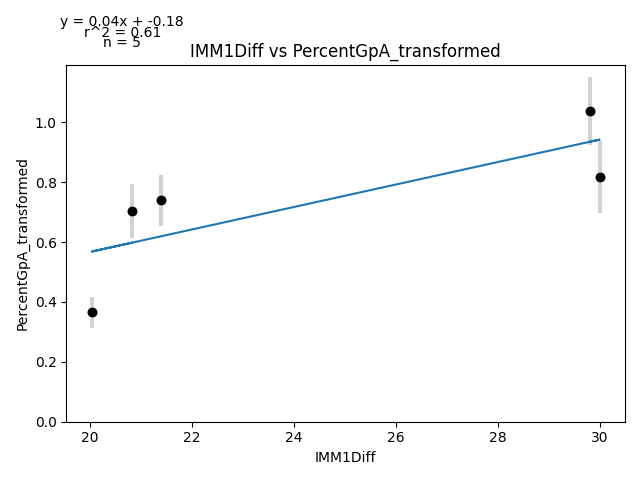 y = 0.04x + -0.18
r^2 = 0.61
n = 5
IMM1Diff vs PercentGpA_transformed
PercentGpA_transformed
1.0
0.8
0.6
0.4
0.2
0.0
20 22 24 26 28 30
IMM1Diff